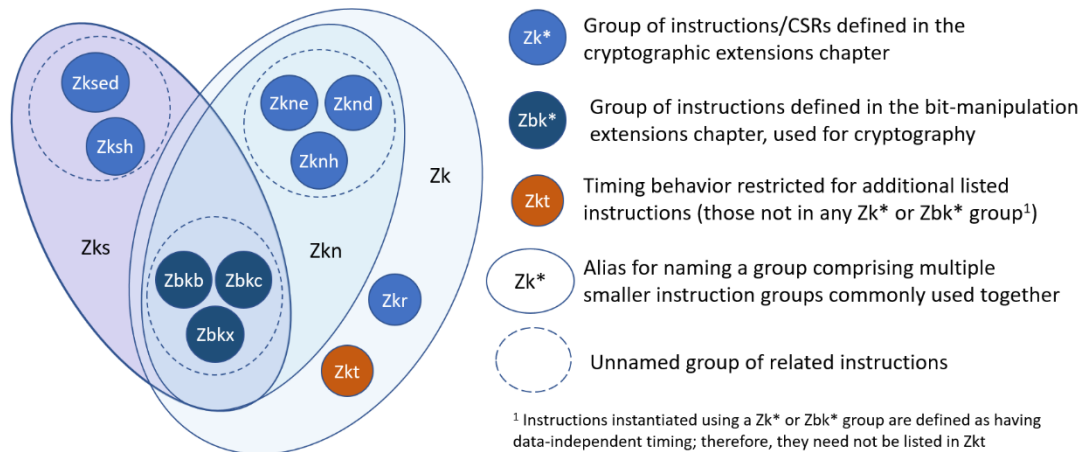 Zksed
Zksh
Zks
Zkne
Zknd
Zknh
Zk
Zkn
Zbkb
Zbkc
Zbkx
Zkr
Zkt
Zk*
Group of instructions/CSRs defined in the
cryptographic extensions chapter
Zbk*
Group of instructions defined in the bit-manipulation
extensions chapter, used for cryptography
Zkt
Timing behavior restricted for additional listed
instructions (those not in any Zk* or Zbk* group¹)
Zk*
Alias for naming a group comprising multiple
smaller instruction groups commonly used together
Unnamed group of related instructions
¹ Instructions instantiated using a Zk* or Zbk* group are defined as having
data-independent timing; therefore, they need not be listed in Zkt